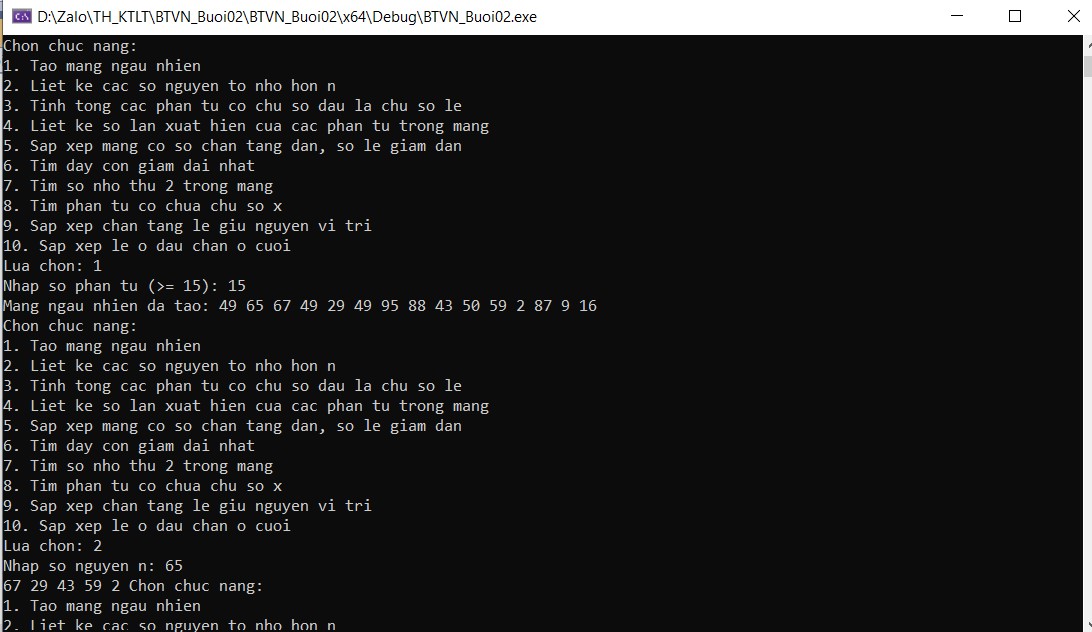 D:\Zalo\TH_KTLT\BTVN_Buoi02\BTVN_Buoi02\x64\Debug\BTVN_Buoi02.exe
Chon chuc nang:
1. Tao mang ngau nhien
2. Liet ke cac so nguyen to nho hon n
3. Tinh tong cac phan tu co chu so dau la chu so le
4. Liet ke so lan xuat hien cua cac phan tu trong mang
5. Sap xep mang co so chan tang dan, so le giam dan
6. Tim day con giam dai nhat
7. Tim so nho thu 2 trong mang
8. Tim phan tu co chua chu so x
9. Sap xep chan tang le giu nguyen vi tri
10. Sap xep le o dau chan o cuoi
Lua chon: 1
Nhap so phan tu (>= 15): 15
Mang ngau nhien da tao: 49 65 67 49 29 49 95 88 43 50 59 2 87 9 16
Chon chuc nang:
1. Tao mang ngau nhien
2. Liet ke cac so nguyen to nho hon n
3. Tinh tong cac phan tu co chu so dau la chu so le
4. Liet ke so lan xuat hien cua cac phan tu trong mang
5. Sap xep mang co so chan tang dan, so le giam dan
6. Tim day con giam dai nhat
7. Tim so nho thu 2 trong mang
8. Tim phan tu co chua chu so x
9. Sap xep chan tang le giu nguyen vi tri
10. Sap xep le o dau chan o cuoi
Lua chon: 2
Nhap so nguyen n: 65
67 29 43 59 2 Chon chuc nang:
1. Tao mang ngau nhien
2. Liet ke cac so nguyen to nho hon n